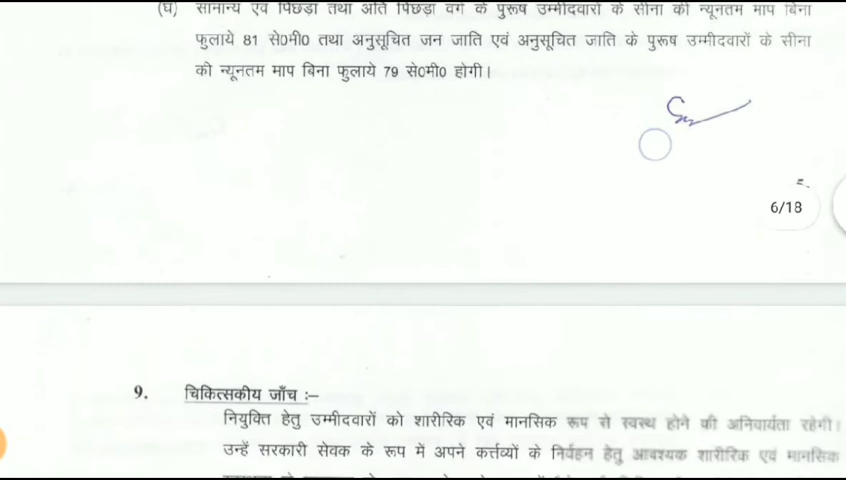 (घ) सामान्य एवं पिछड़ा तथा अति पिछड़ा वर्ग के पुरूष उम्मीदवारों के सीना की न्यूनतम माप बिना
फुलाये 81 से0मी0 तथा अनुसूचित जन जाति एवं अनुसूचित जाति के पुरूष उम्मीदवारों के सीना
की न्यूनतम माप बिना फुलाये 79 से0मी0 होगी।
6/18
9. चिकित्सकीय जाँच :–
नियुक्ति हेतु उम्मीदवारों को शारीरिक एवं मानसिक रूप से स्वस्थ होने की अनिवार्यता रहेगी।
उन्हें सरकारी सेवक के रूप में अपने कर्त्तव्यों के निर्वहन हेतु आवश्यक शारीरिक एवं मानसिक